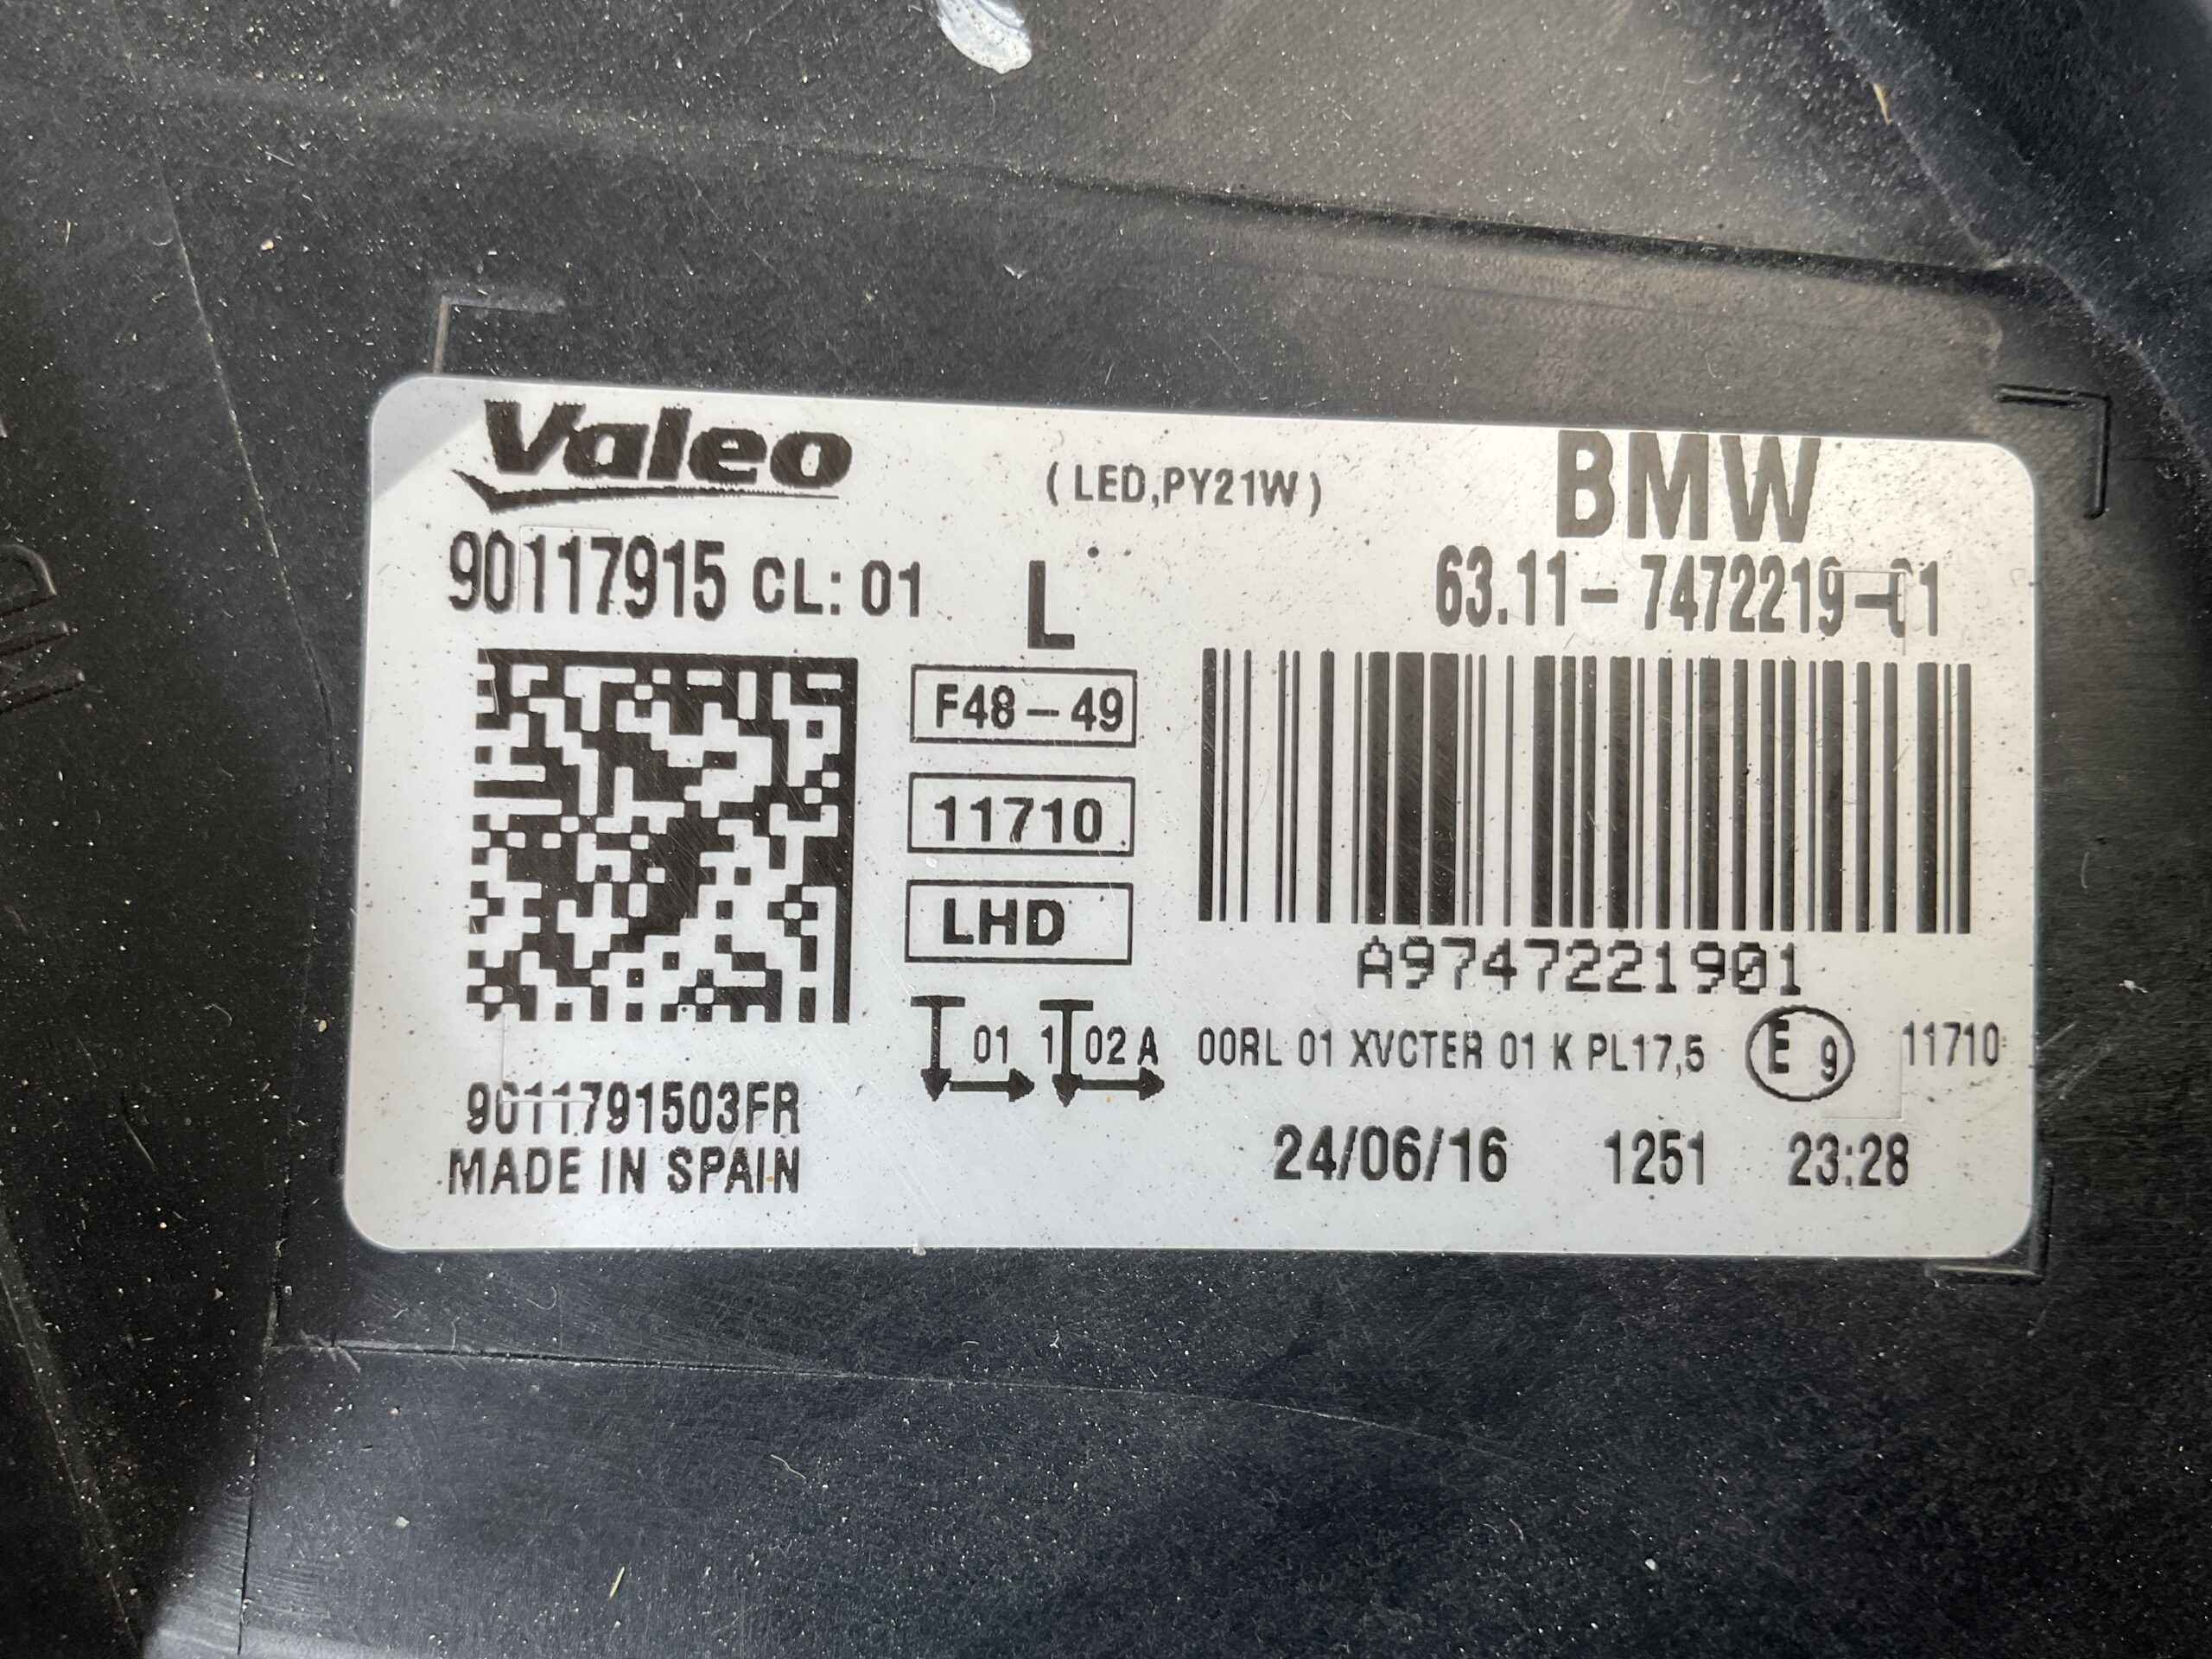 Valeo
(LED,PY21W)
BMW
90117915 CL: 01
L
63.11- 7472219-01
F48-49
11710
LHD
A9747221901
01 1 02 A
00RL 01 XVCTER 01 K PL17,5 E 9 11710
9011791503FR
MADE IN SPAIN
24/06/16 1251 23:28